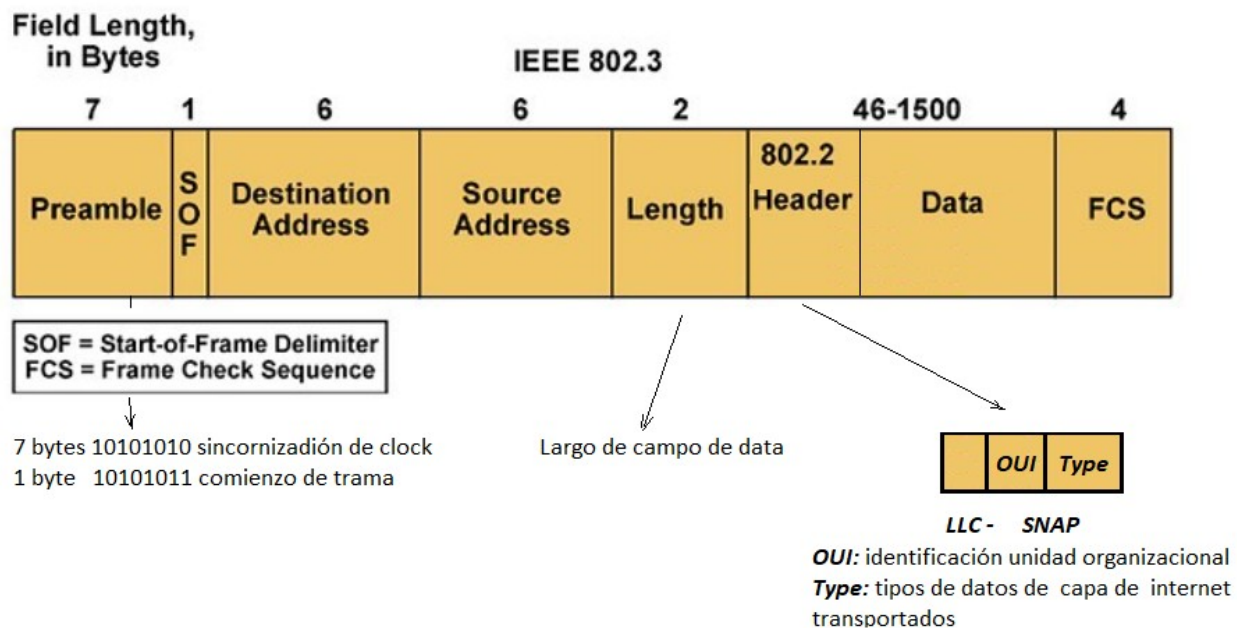 Field Length,
in Bytes
IEEE 802.3
7 1 6 6 2 46-1500 4
Preamble
S
O
F
Destination
Address
Source
Address
Length
802.2
Header
Data
FCS
SOF = Start-of-Frame Delimiter
FCS = Frame Check Sequence
7 bytes 10101010 sincornizadión de clock
1 byte 10101011 comienzo de trama
Largo de campo de data
OUI Type
LLC - SNAP
OUI: identificación unidad organizacional
Type: tipos de datos de capa de internet
transportados